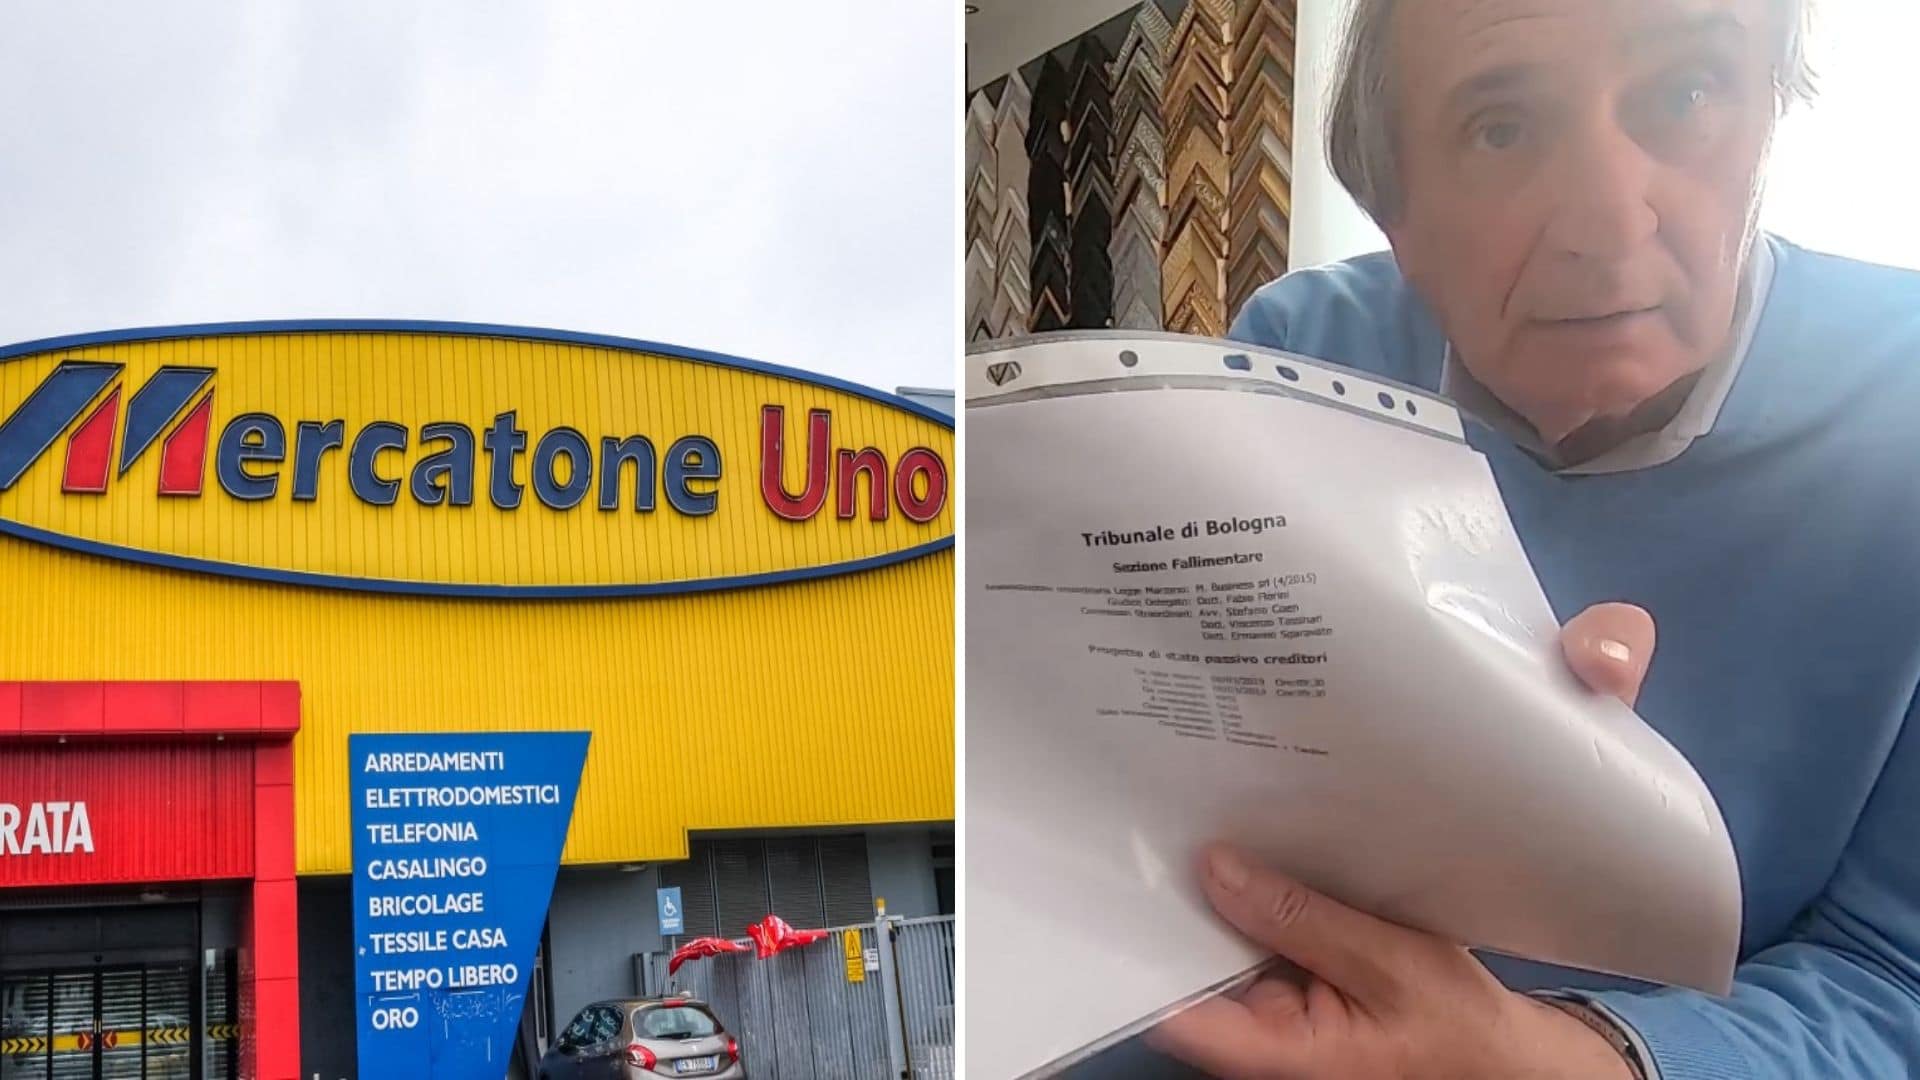 Mercatone Uno
RATA
ARREDAMENTI
ELETTRODOMESTICI
TELEFONIA
CASALINGO
BRICOLAGE
TESSILE CASA
TEMPO LIBERO
ORO
Tribunale di Bologna
Sezione Fallimentare
Legge Marzano: M. Business srl (4/2015)
Giudice Delegato: Dott. Fabio Florini
Commissari Straordinari: Avv. Stefano Coen
Dott. Vincenzo Tassinari
Dott. Ermanno Sgaravato
Progetto di stato passivo creditori